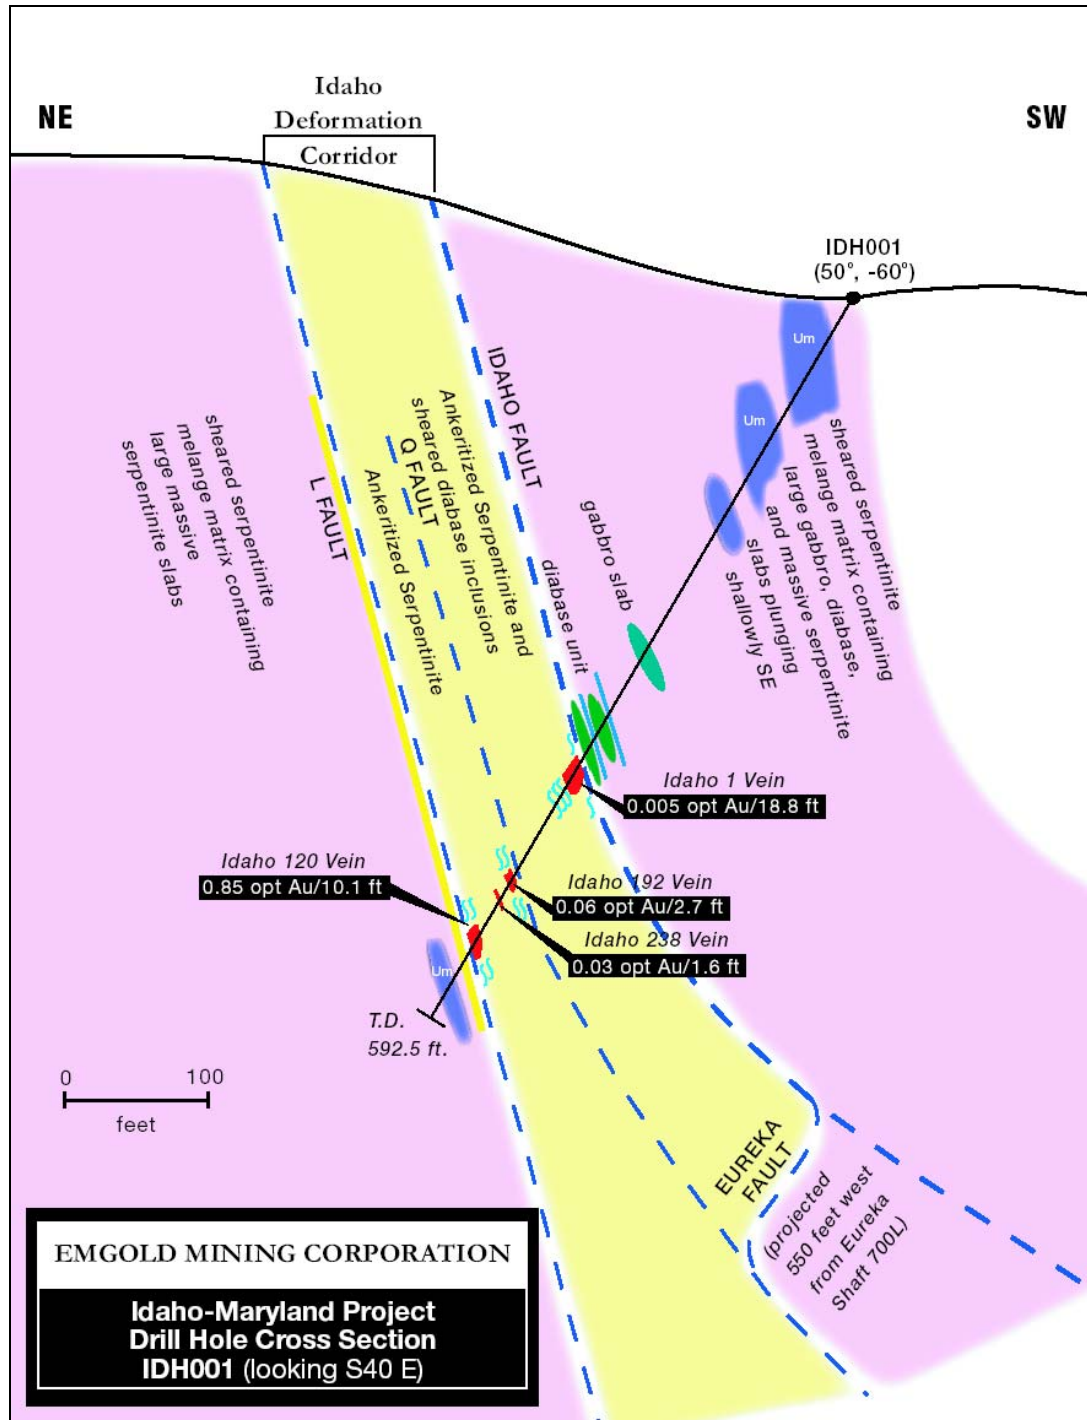 Idaho
Deformation
Corridor
NE
SW
IDH001
(50°, -60°)
Um
Um
IDAHO FAULT
Ankeritized Serpentinite and
sheared diabase inclusions
Q FAULT
Ankeritized Serpentinite
L FAULT
sheared serpentinite
melange matrix containing
large massive
serpentinite slabs
sheared serpentinite
melange matrix containing
large gabbro, diabase,
and massive serpentinite
slabs plunging
shallowly SE
gabbro slab
diabase unit
Idaho 1 Vein
0.005 opt Au/18.8 ft
Idaho 120 Vein
0.85 opt Au/10.1 ft
Idaho 192 Vein
0.06 opt Au/2.7 ft
Idaho 238 Vein
0.03 opt Au/1.6 ft
Um
T.D.
592.5 ft.
0 100
feet
EUREKA
FAULT
(projected
550 feet west
from Eureka
Shaft 700L)
EMGOLD MINING CORPORATION
Idaho-Maryland Project
Drill Hole Cross Section
IDH001 (looking S40 E)